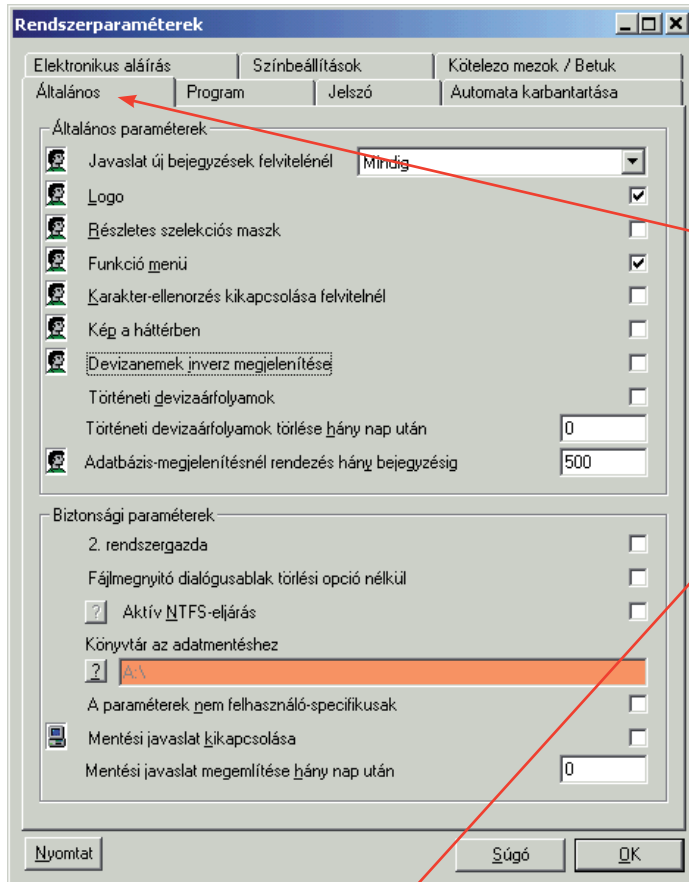 Rendszerparaméterek
Elektronikus aláírás
Színbeállítások
Kötelezo mezok / Betuk
Általános
Program
Jelszó
Automata karbantartása
Általános paraméterek
Javaslat új bejegyzések felvitelénél
Mindig
Logo
Részletes szelekciós maszk
Funkció menü
Karakter-ellenorzés kikapcsolása felvitelnél
Kép a háttérben
Devizanemek inverz megjelenítése
Történeti devizaárfolyamok
Történeti devizaárfolyamok törlése hány nap után
0
Adatbázis-megjelenítésnél rendezés hány bejegyzésig
500
Biztonsági paraméterek
2. rendszergazda
Fájlmegnyitó dialógusablak törlési opció nélkül
? Aktív NTFS-eljárás
Könyvtár az adatmentéshez
? A:\
A paraméterek nem felhasználó-specifikusak
Mentési javaslat kikapcsolása
Mentési javaslat megemlítése hány nap után
0
Nyomtat
Súgó
OK